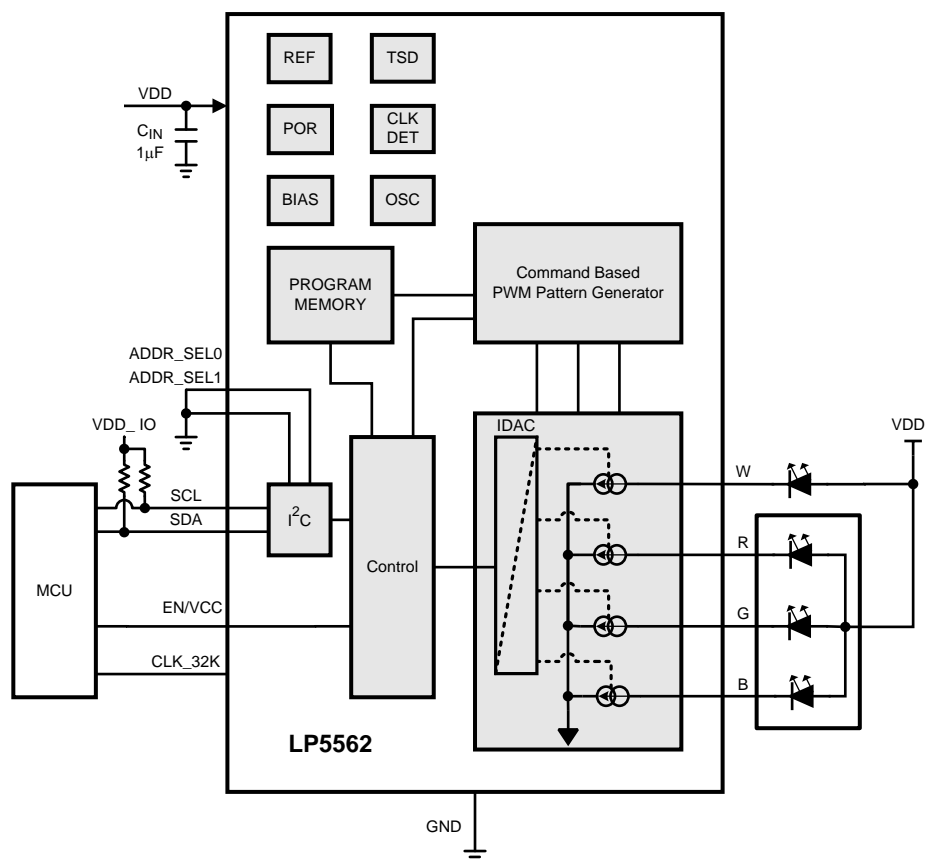 REF
TSD
VDD
C_IN
1μF
POR
CLK
DET
BIAS
OSC
PROGRAM
MEMORY
Command Based
PWM Pattern Generator
ADDR_SEL0
ADDR_SEL1
VDD_ IO
IDAC
VDD
W
SCL
SDA
I²C
R
MCU
Control
EN/VCC
G
CLK_32K
B
LP5562
GND